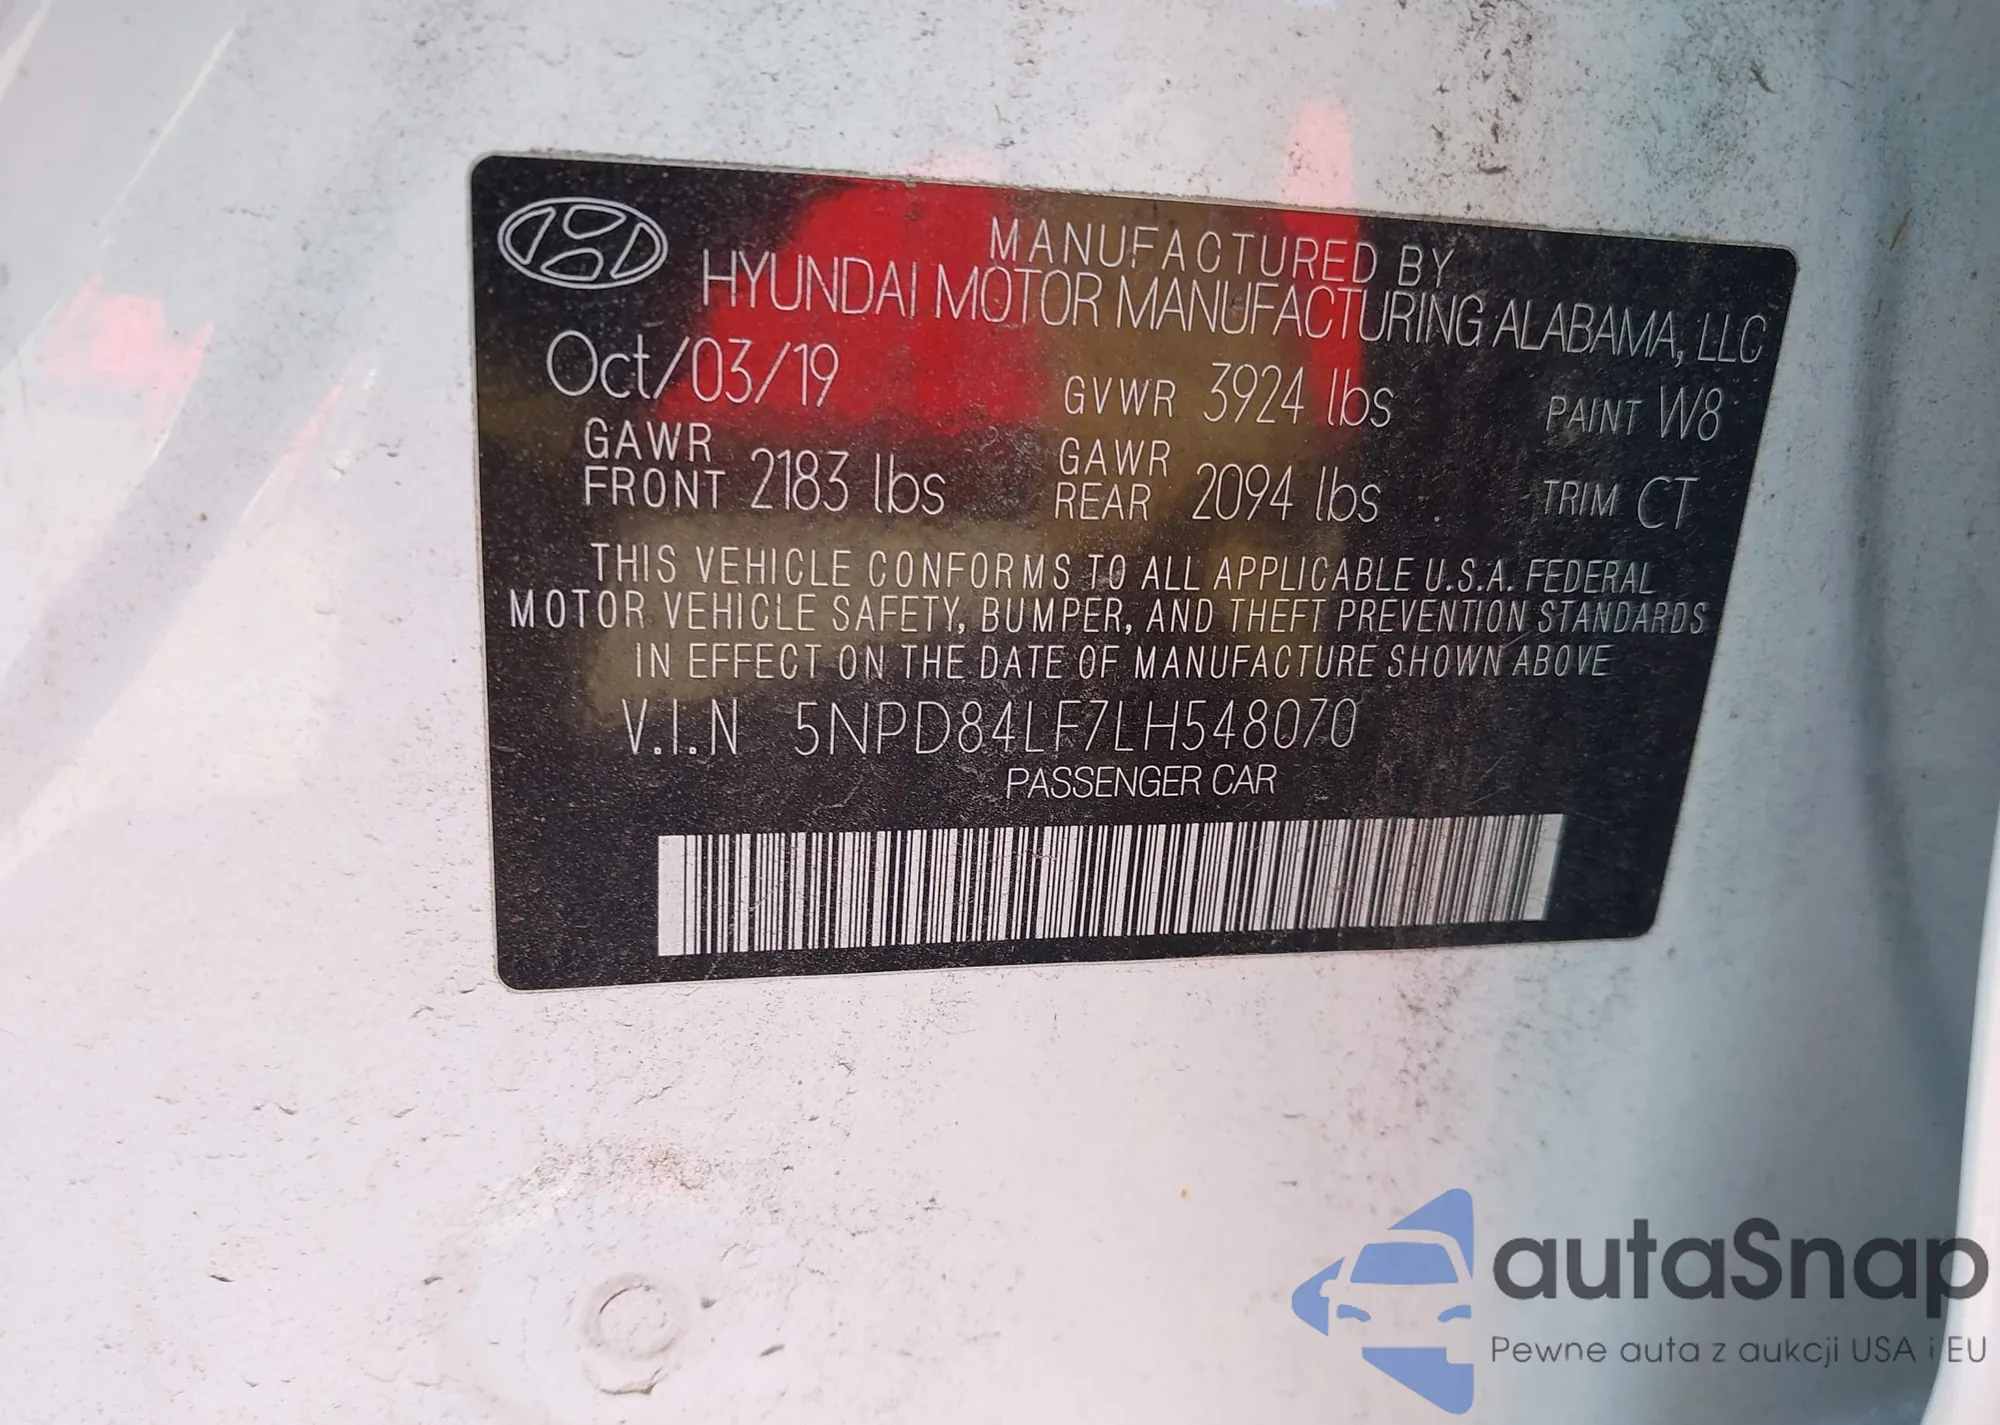 MANUFACTURED BY
HYUNDAI MOTOR MANUFACTURING ALABAMA, LLC
Oct/03/19 GVWR 3924 lbs PAINT W8
GAWR FRONT 2183 lbs GAWR REAR 2094 lbs TRIM CT
THIS VEHICLE CONFORMS TO ALL APPLICABLE U.S.A. FEDERAL
MOTOR VEHICLE SAFETY, BUMPER, AND THEFT PREVENTION STANDARDS
IN EFFECT ON THE DATE OF MANUFACTURE SHOWN ABOVE
V.I.N 5NPD84LF7LH548070
PASSENGER CAR
autaSnap
Pewne auta z aukcji USA i EU